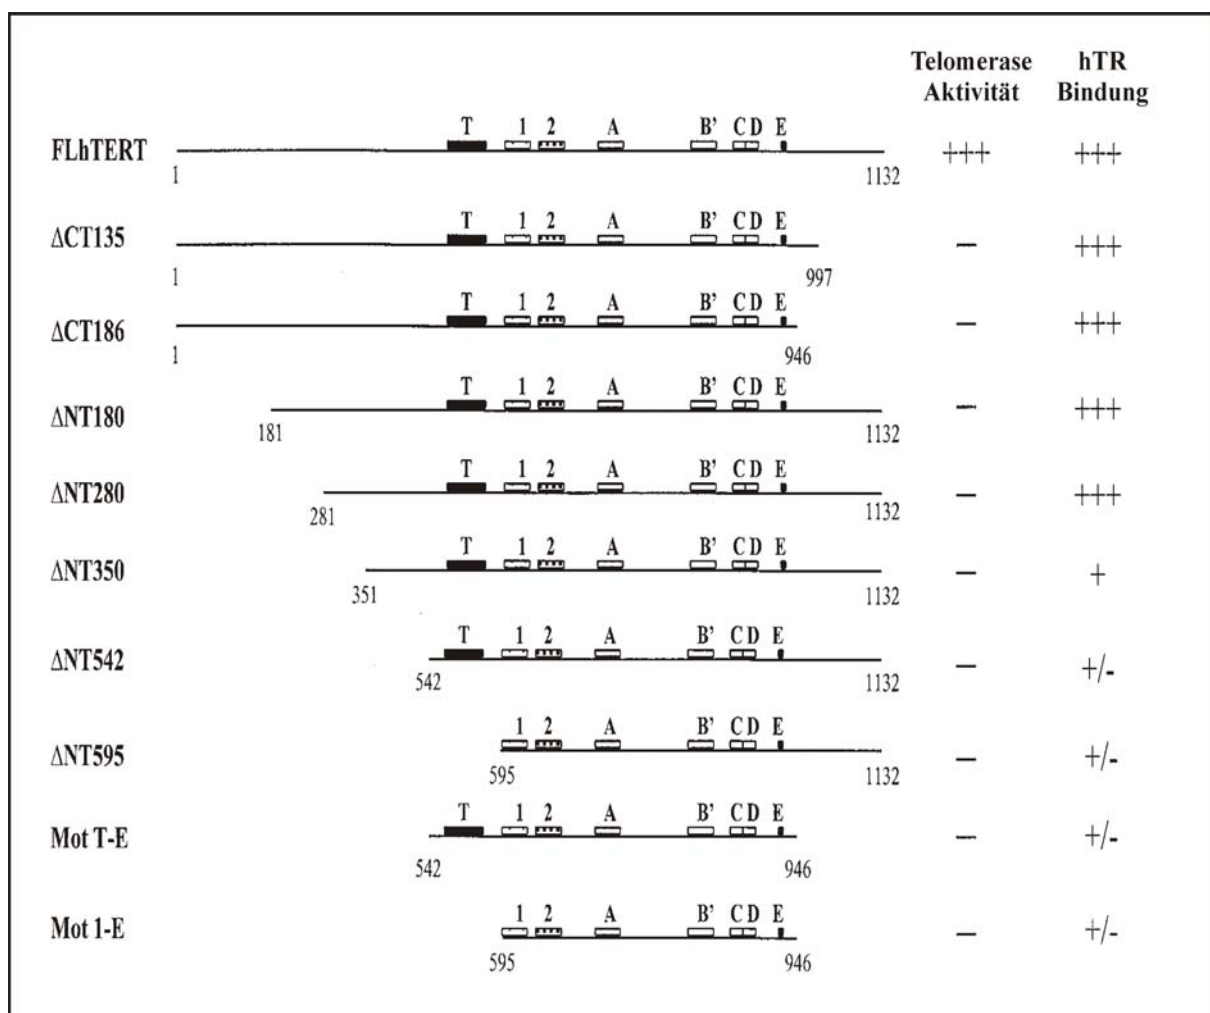 Telomerase hTR
Aktivität Bindung
T 1 2 A B' C D E
FLhTERT +++ +++
1 1132
T 1 2 A B' C D E
ΔCT135 – +++
1 997
T 1 2 A B' C D E
ΔCT186 – +++
1 946
T 1 2 A B' C D E
ΔNT180 – +++
181 1132
T 1 2 A B' C D E
ΔNT280 – +++
281 1132
T 1 2 A B' C D E
ΔNT350 – +
351 1132
T 1 2 A B' C D E
ΔNT542 – +/-
542 1132
1 2 A B' C D E
ΔNT595 – +/-
595 1132
T 1 2 A B' C D E
Mot T-E – +/-
542 946
1 2 A B' C D E
Mot 1-E – +/-
595 946